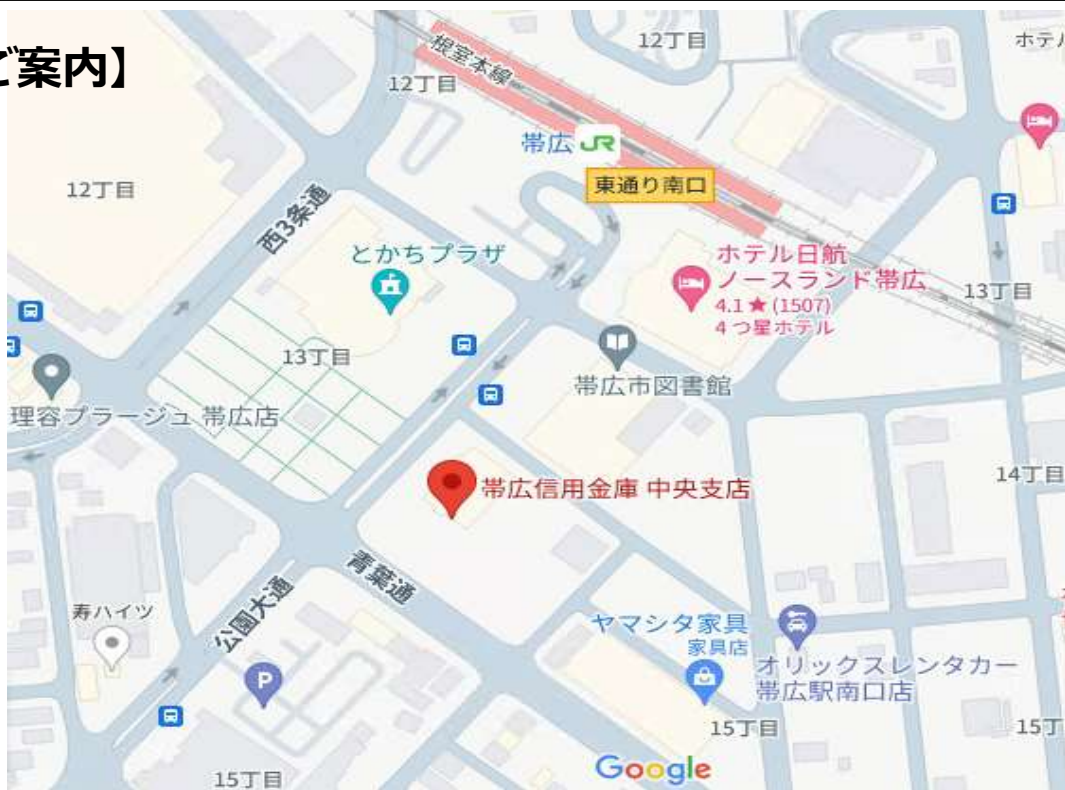 ご案内】
根室本線
12丁目
ホテル
12丁目
帯広 JR
12丁目
東通り南口
西3条通
とかちプラザ
ホテル日航
ノースランド帯広
4.1★(1507)
4 つ星ホテル
13丁目
13丁目
帯広市図書館
理容プラージュ 帯広店
14丁目
帯広信用金庫 中央支店
青葉通
公園大通
寿ハイツ
ヤマシタ家具
家具店
オリックスレンタカー
帯広駅南口店
P
15丁目
15丁
15丁目
Google